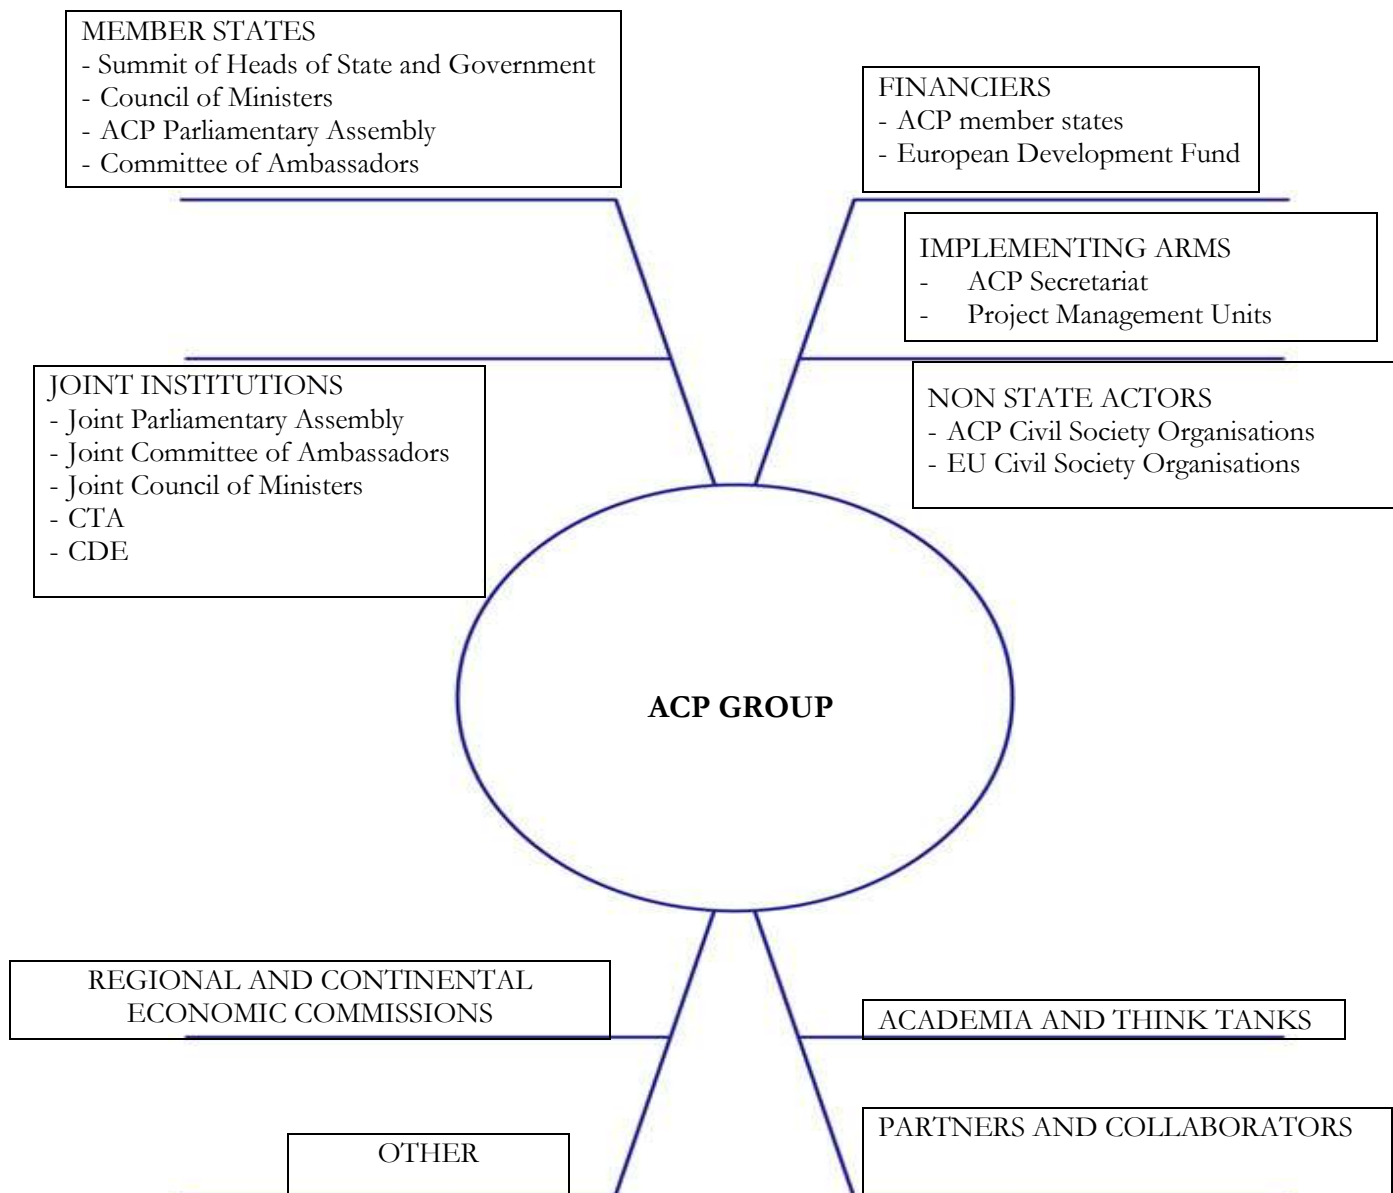 MEMBER STATES
- Summit of Heads of State and Government
- Council of Ministers
- ACP Parliamentary Assembly
- Committee of Ambassadors
FINANCIERS
- ACP member states
- European Development Fund
IMPLEMENTING ARMS
- ACP Secretariat
- Project Management Units
JOINT INSTITUTIONS
- Joint Parliamentary Assembly
- Joint Committee of Ambassadors
- Joint Council of Ministers
- CTA
- CDE
NON STATE ACTORS
- ACP Civil Society Organisations
- EU Civil Society Organisations
ACP GROUP
REGIONAL AND CONTINENTAL
ECONOMIC COMMISSIONS
ACADEMIA AND THINK TANKS
OTHER
PARTNERS AND COLLABORATORS